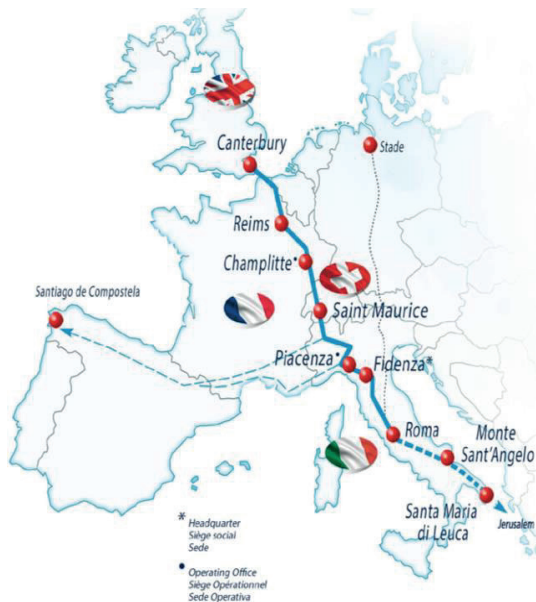 Canterbury
Stade
Reims
Champlitte•
Santiago de Compostela
Saint Maurice
Piacenza•
Fidenza*
Roma
Monte
Sant'Angelo
Santa Maria
di Leuca
Jerusalem
* Headquarter
Siège social
Sede
• Operating Office
Siège Opérationnel
Sede Operativa